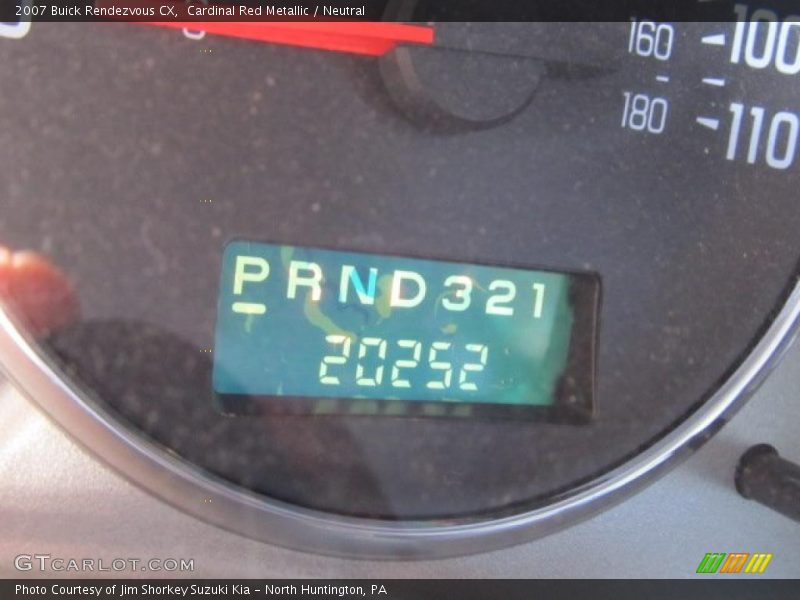 2007 Buick Rendezvous CX, Cardinal Red Metallic / Neutral
160 100
180 110
PRND321
20252
GTCARLOT.COM
Photo Courtesy of Jim Shorkey Suzuki Kia – North Huntington, PA